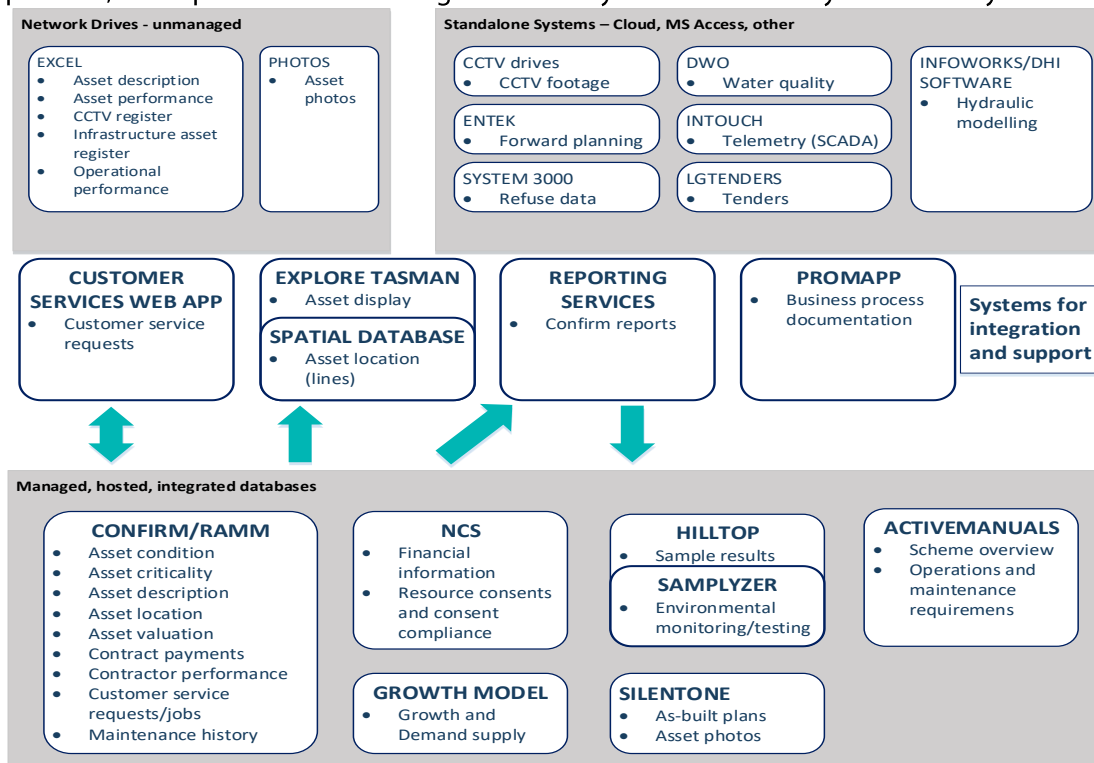 Network Drives - unmanaged
EXCEL
• Asset description
• Asset performance
• CCTV register
• Infrastructure asset
register
• Operational
performance
PHOTOS
• Asset
photos
Standalone Systems – Cloud, MS Access, other
CCTV drives
• CCTV footage
ENTEK
• Forward planning
SYSTEM 3000
• Refuse data
DWO
• Water quality
INTOUCH
• Telemetry (SCADA)
LGTENDERS
• Tenders
INFOWORKS/DHI
SOFTWARE
• Hydraulic
modelling
CUSTOMER
SERVICES WEB APP
• Customer service
requests
EXPLORE TASMAN
• Asset display
SPATIAL DATABASE
• Asset location
(lines)
REPORTING
SERVICES
• Confirm reports
PROMAPP
• Business process
documentation
Systems for
integration
and support
Managed, hosted, integrated databases
CONFIRM/RAMM
• Asset condition
• Asset criticality
• Asset description
• Asset location
• Asset valuation
• Contract payments
• Contractor performance
• Customer service
requests/jobs
• Maintenance history
NCS
• Financial
information
• Resource consents
and consent
compliance
GROWTH MODEL
• Growth and
Demand supply
HILLTOP
• Sample results
SAMPLYZER
• Environmental
monitoring/testing
SILENTONE
• As-built plans
• Asset photos
ACTIVEMANUALS
• Scheme overview
• Operations and
maintenance
requiremens